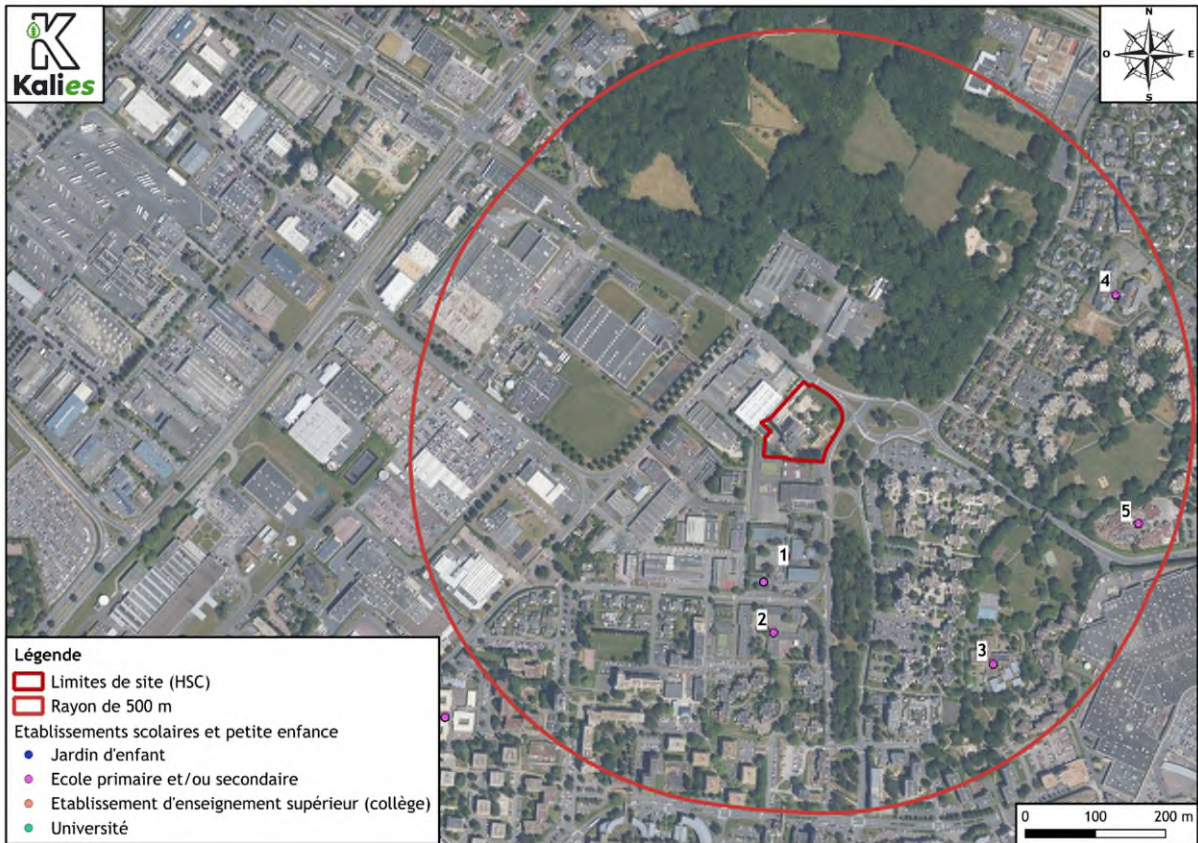 Kalies
N
O
E
S
4
5
1
2
3
Légende
Limites de site (HSC)
Rayon de 500 m
Etablissements scolaires et petite enfance
Jardin d'enfant
Ecole primaire et/ou secondaire
Etablissement d'enseignement supérieur (collège)
Université
0 100 200 m